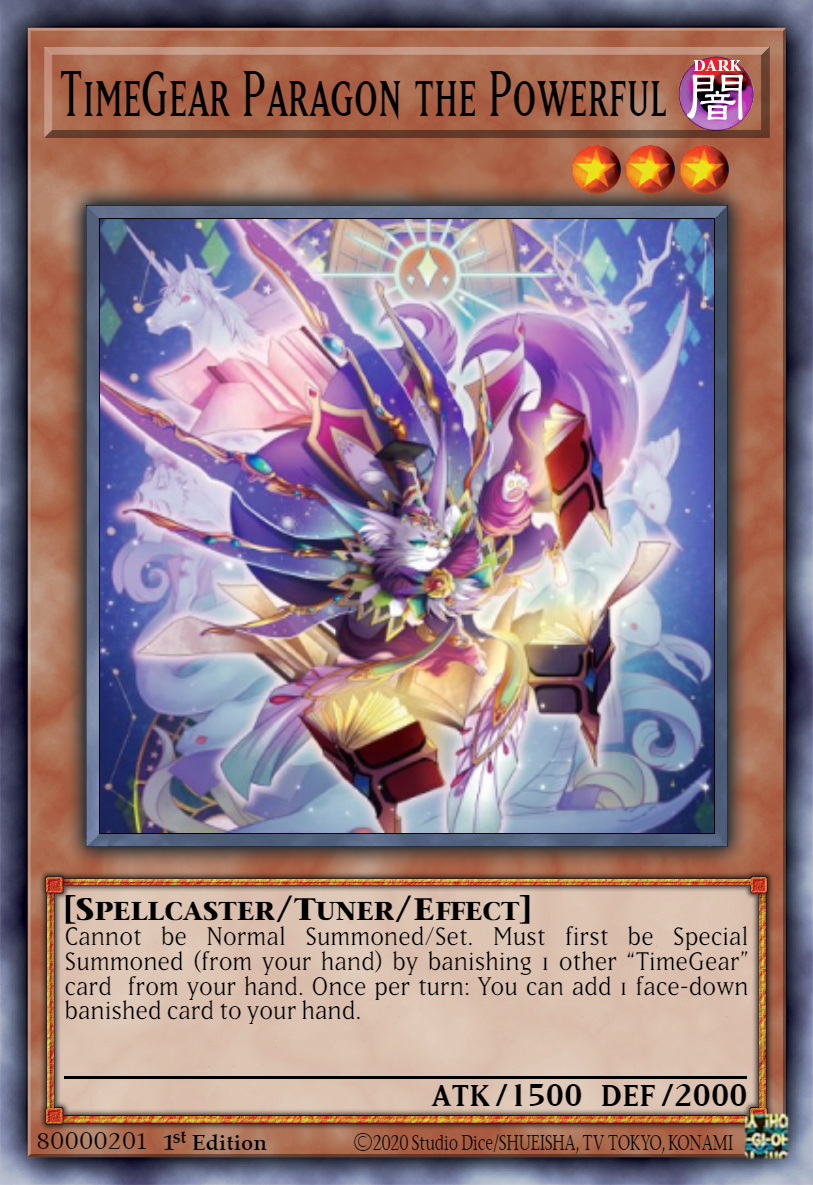 TimeGear Paragon the Powerful
DARK
闇
[Spellcaster/Tuner/Effect]
Cannot be Normal Summoned/Set. Must first be Special
Summoned (from your hand) by banishing 1 other “TimeGear”
card from your hand. Once per turn: You can add 1 face-down
banished card to your hand.
ATK/1500 DEF/2000
80000201 1st Edition ©2020 Studio Dice/SHUEISHA, TV TOKYO, KONAMI